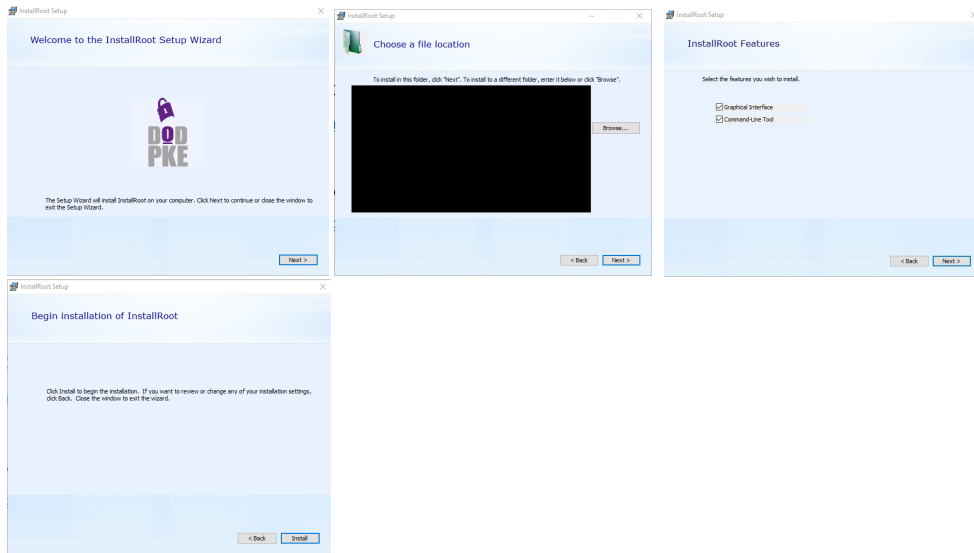 InstallRoot Setup
Welcome to the InstallRoot Setup Wizard
DOD
PKE
The Setup Wizard will install InstallRoot on your computer. Click Next to continue or close the window to
exit the Setup Wizard.
Next >
InstallRoot Setup
Choose a file location
To install in this folder, click "Next". To install to a different folder, enter it below or click "Browse".
Browse...
< Back
Next >
InstallRoot Setup
InstallRoot Features
Select the features you wish to install.
Graphical Interface
Command-Line Tool
< Back
Next >
InstallRoot Setup
Begin installation of InstallRoot
Click Install to begin the installation. If you want to review or change any of your installation settings,
click Back. Close the window to exit the wizard.
< Back
Install